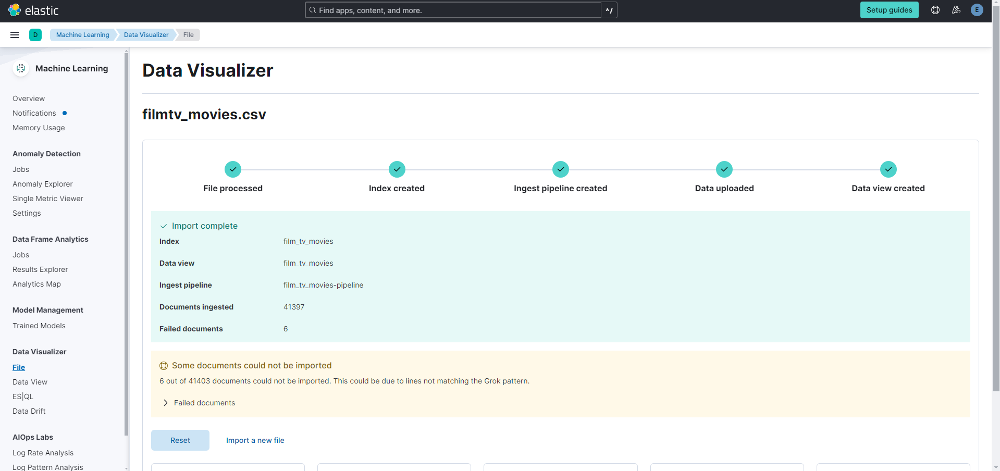 elastic
Find apps, content, and more.
^/
Setup guides
E
D
Machine Learning
Data Visualizer
File
Machine Learning
Overview
Notifications
Memory Usage
Anomaly Detection
Jobs
Anomaly Explorer
Single Metric Viewer
Settings
Data Frame Analytics
Jobs
Results Explorer
Analytics Map
Model Management
Trained Models
Data Visualizer
File
Data View
ES|QL
Data Drift
AIOps Labs
Log Rate Analysis
Log Pattern Analysis
Data Visualizer
filmtv_movies.csv
File processed
Index created
Ingest pipeline created
Data uploaded
Data view created
Import complete
Index film_tv_movies
Data view film_tv_movies
Ingest pipeline film_tv_movies-pipeline
Documents ingested 41397
Failed documents 6
Some documents could not be imported
6 out of 41403 documents could not be imported. This could be due to lines not matching the Grok pattern.
Failed documents
Reset
Import a new file